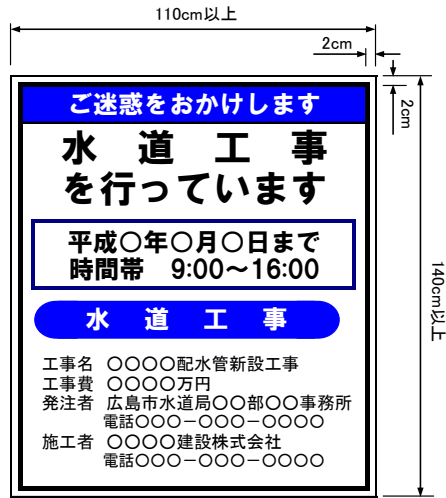 110cm以上
2cm
2cm
ご迷惑をおかけします
水 道 工 事
を行っています
平成○年○月○日まで
時間帯 9:00～16:00
水 道 工 事
140cm以上
工事名 ○○○○配水管新設工事
工事費 ○○○○万円
発注者 広島市水道局○○部○○事務所
電話○○○－○○○－○○○○
施工者 ○○○○建設株式会社
電話○○○－○○○－○○○○